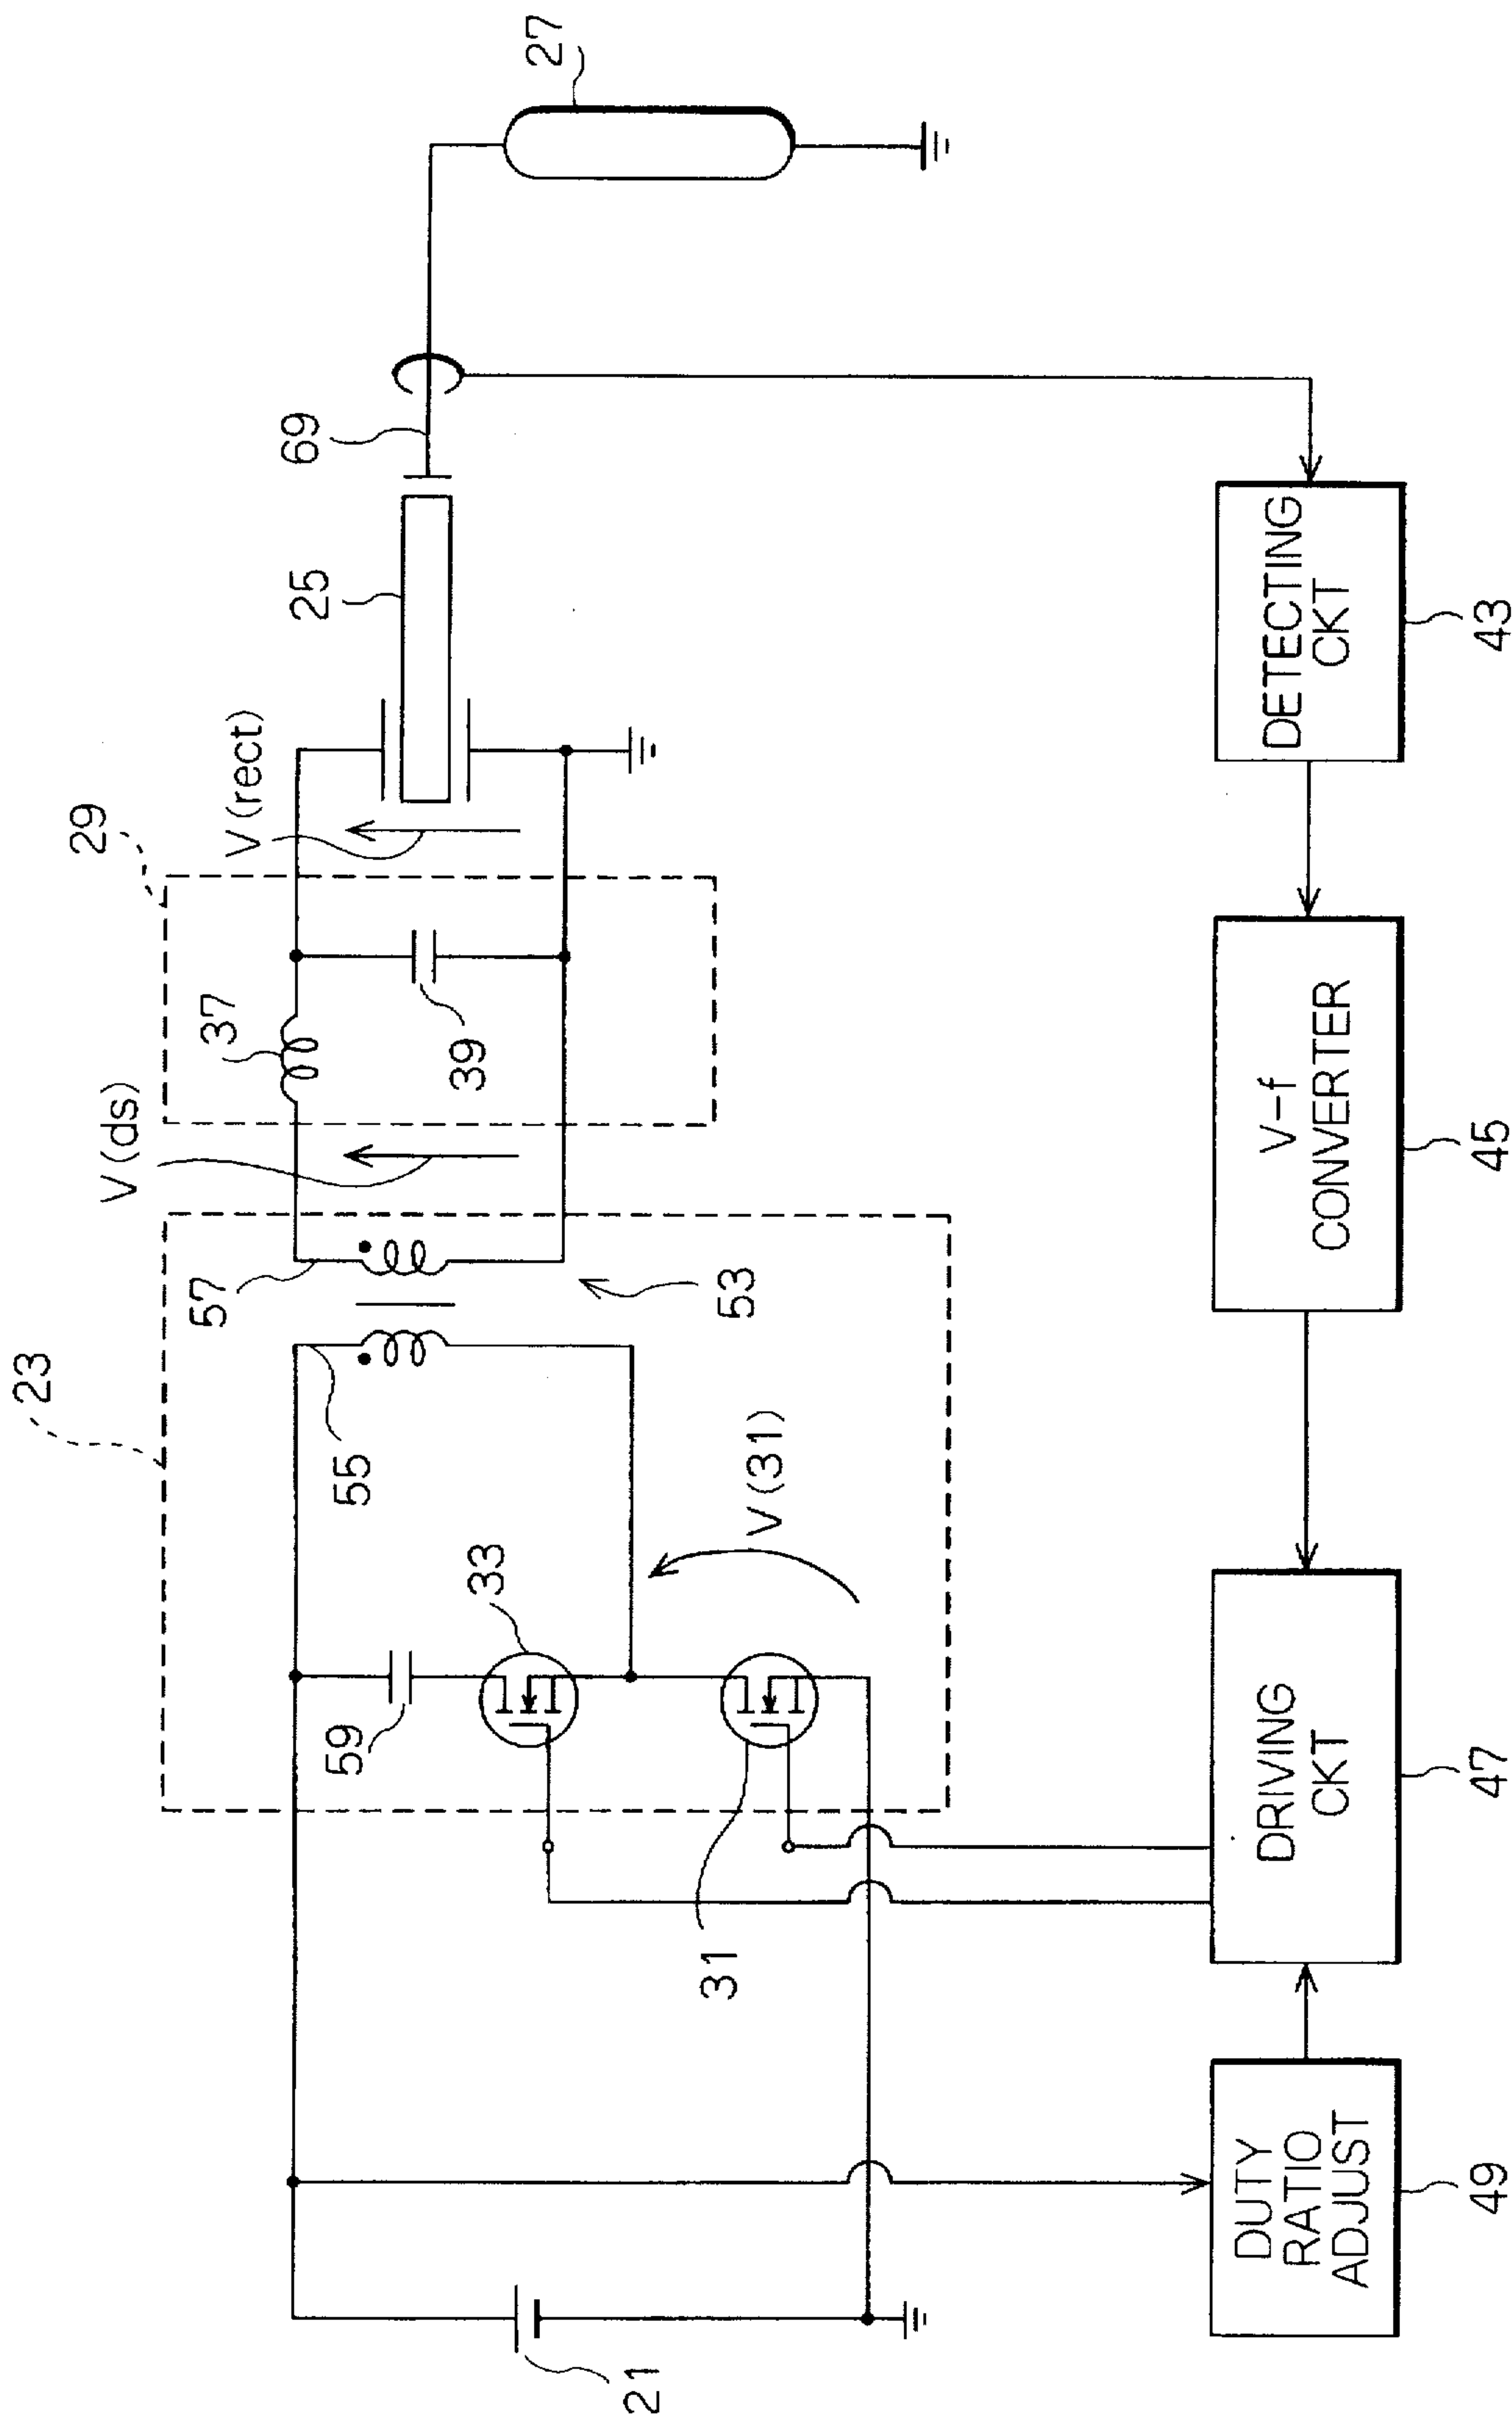 23
29
V (ds)
V (rect)
57
37
69
27
25
55
59
33
39
53
V (31)
31
21
DUTY
RATIO
ADJUST
49
DRIVING
CKT
47
V-f
CONVERTER
45
DETECTING
CKT
43